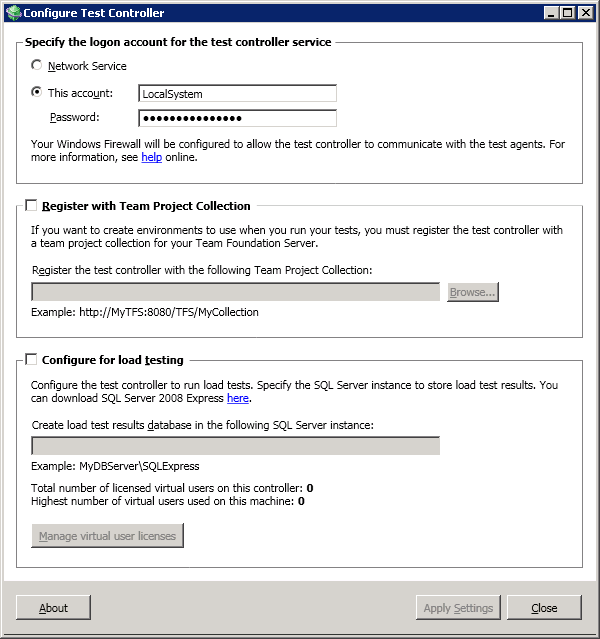 Configure Test Controller
Specify the logon account for the test controller service
Network Service
This account: LocalSystem
Password: ●●●●●●●●●●●●●●●
Your Windows Firewall will be configured to allow the test controller to communicate with the test agents. For
more information, see help online.
Register with Team Project Collection
If you want to create environments to use when you run your tests, you must register the test controller with
a team project collection for your Team Foundation Server.
Register the test controller with the following Team Project Collection:
Browse...
Example: http://MyTFS:8080/TFS/MyCollection
Configure for load testing
Configure the test controller to run load tests. Specify the SQL Server instance to store load test results. You
can download SQL Server 2008 Express here.
Create load test results database in the following SQL Server instance:
Example: MyDBServer\SQLExpress
Total number of licensed virtual users on this controller: 0
Highest number of virtual users used on this machine: 0
Manage virtual user licenses
About Apply Settings Close